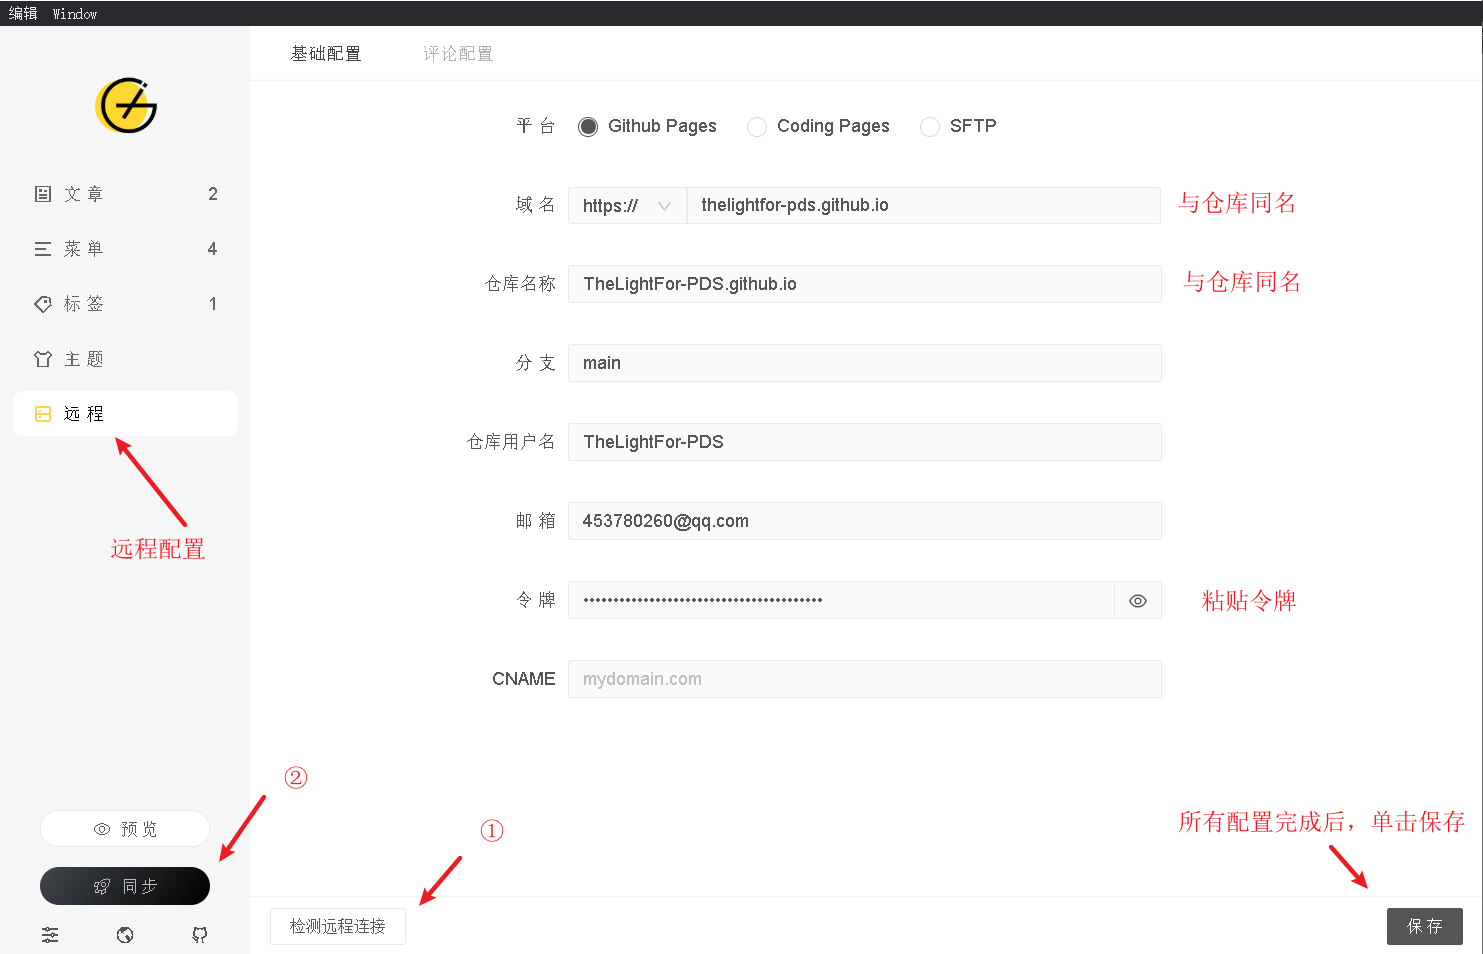 编辑 Window
基础配置 评论配置
平台 Github Pages Coding Pages SFTP
文章 2
域名 https:// thelightfor-pds.github.io 与仓库同名
菜单 4
仓库名称 TheLightFor-PDS.github.io 与仓库同名
标签 1
主题
分支 main
远程
仓库用户名 TheLightFor-PDS
邮箱 453780260@qq.com
远程配置
令牌 •••••••••••••••••••••••••••••••••••••••• 粘贴令牌
CNAME mydomain.com
②
预览
①
所有配置完成后，单击保存
同步
检测远程连接
保存